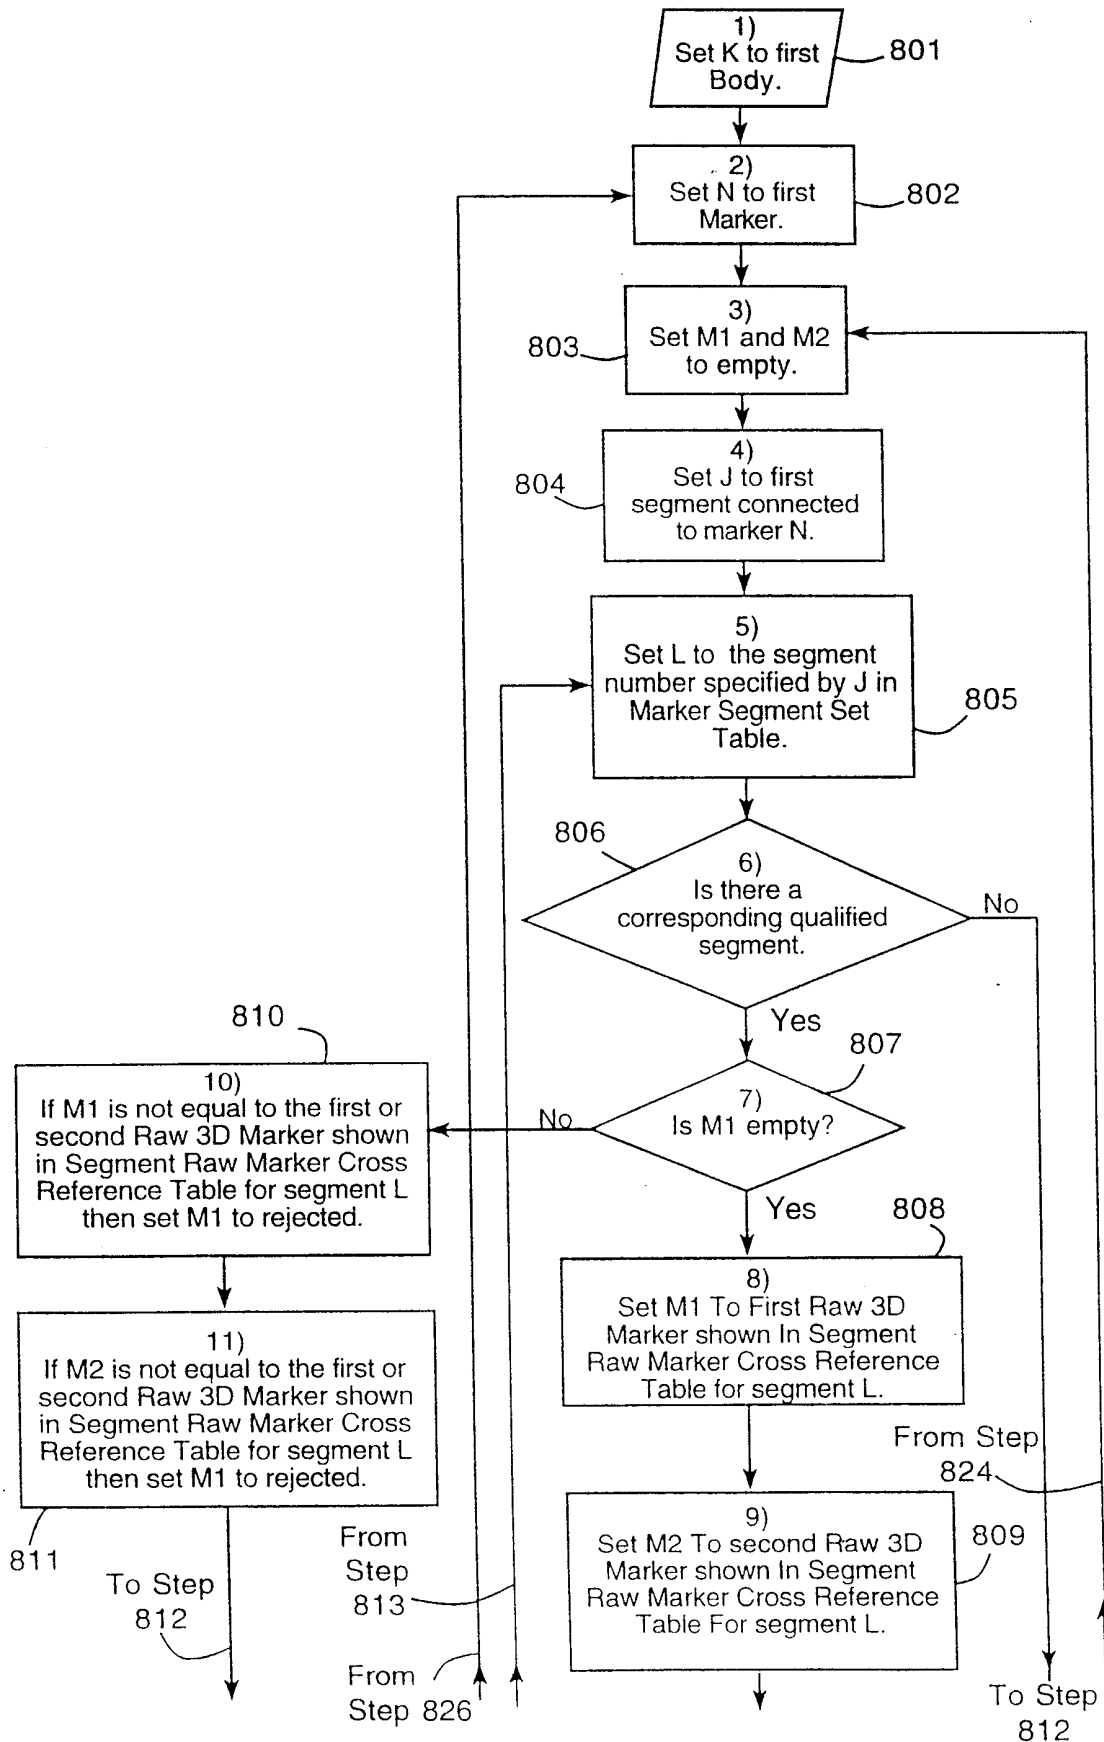 1)
Set K to first
Body.
801
2)
Set N to first
Marker.
802
3)
Set M1 and M2
to empty.
803
4)
Set J to first
segment connected
to marker N.
804
5)
Set L to the segment
number specified by J in
Marker Segment Set
Table.
805
806
6)
Is there a
corresponding qualified
segment.
No
Yes
807
7)
Is M1 empty?
No
Yes
810
10)
If M1 is not equal to the first or
second Raw 3D Marker shown
in Segment Raw Marker Cross
Reference Table for segment L
then set M1 to rejected.
808
8)
Set M1 To First Raw 3D
Marker shown In Segment
Raw Marker Cross Reference
Table for segment L.
11)
If M2 is not equal to the first or
second Raw 3D Marker shown
in Segment Raw Marker Cross
Reference Table for segment L
then set M1 to rejected.
811
To Step
812
From
Step
813
From
Step 826
From Step
824
9)
Set M2 To second Raw 3D
Marker shown In Segment
Raw Marker Cross Reference
Table For segment L.
809
To Step
812